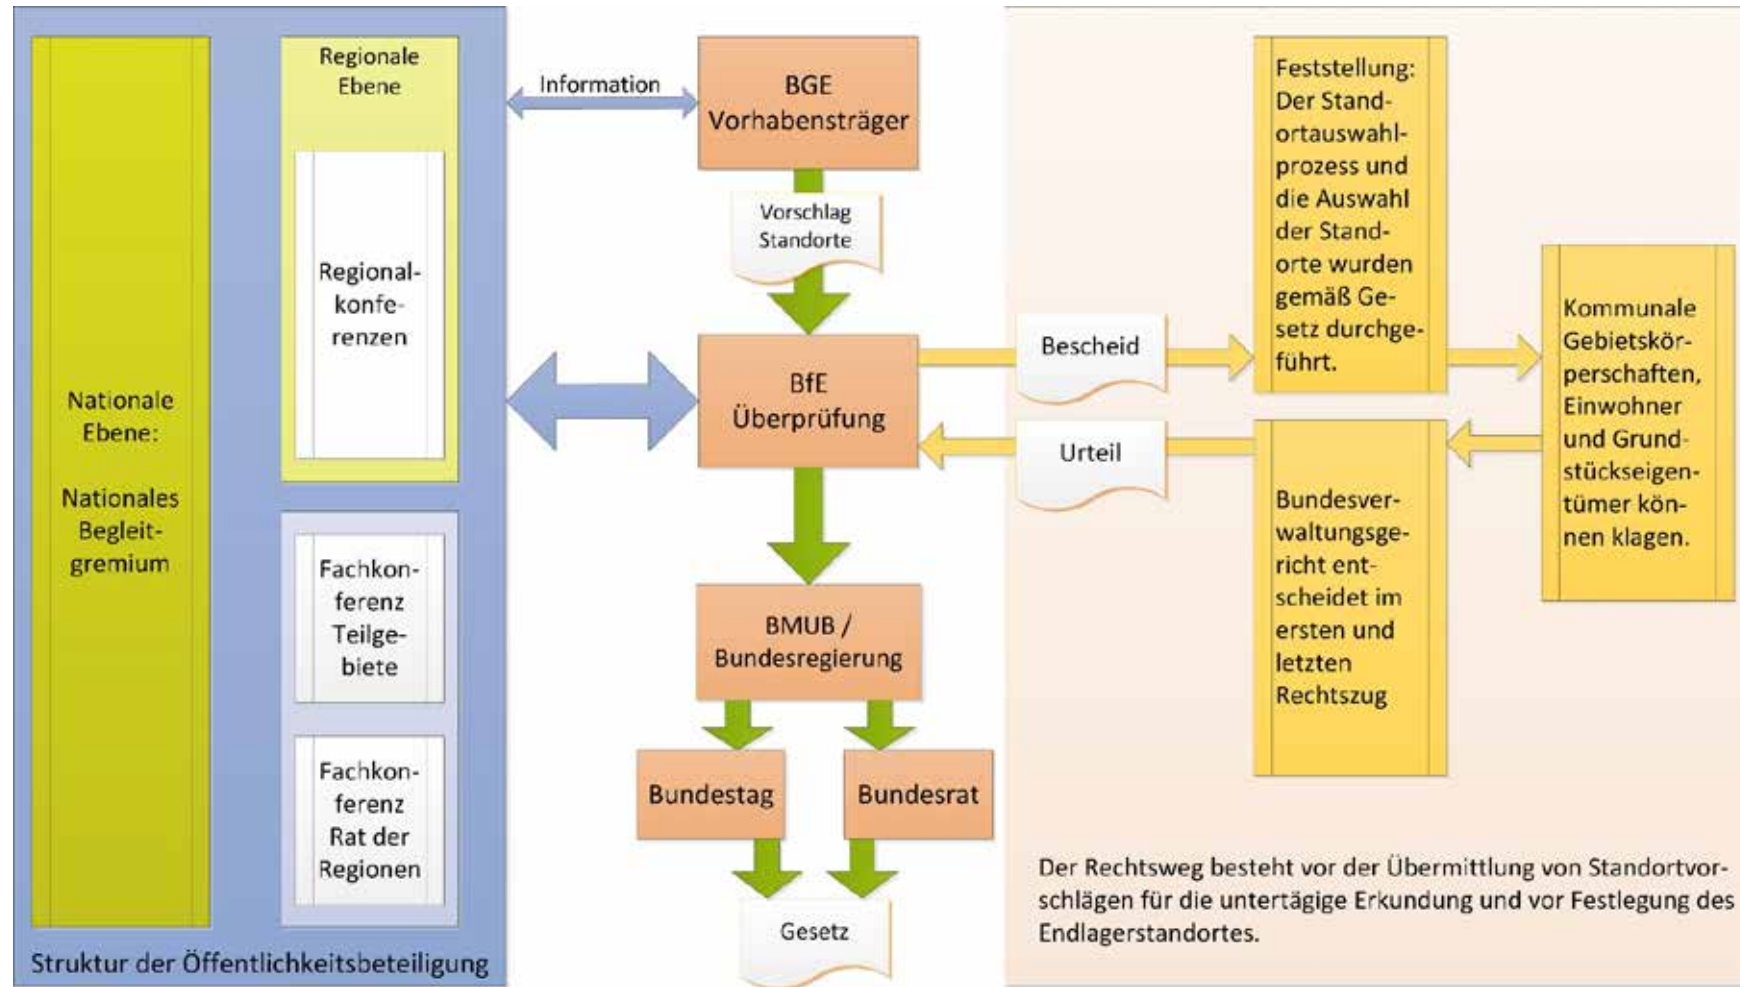 Nationale
Ebene:
Nationales
Begleit-
gremium
Regionale
Ebene
Regional-
konfe-
renzen
Fachkon-
ferenz
Teilge-
biete
Fachkon-
ferenz
Rat der
Regionen
Struktur der Öffentlichkeitsbeteiligung
Information
BGE
Vorhabensträger
Vorschlag
Standorte
BfE
Überprüfung
BMUB /
Bundesregierung
Bundestag
Bundesrat
Gesetz
Bescheid
Urteil
Feststellung:
Der Stand-
ortauswahl-
prozess und
die Auswahl
der Stand-
orte wurden
gemäß Ge-
setz durchge-
führt.
Kommunale
Gebietskör-
perschaften,
Einwohner
und Grund-
stückseigen-
tümer kön-
nen klagen.
Bundesver-
waltungsge-
richt ent-
scheidet im
ersten und
letzten
Rechtszug
Der Rechtsweg besteht vor der Übermittlung von Standortvor-
schlägen für die untertägige Erkundung und vor Festlegung des
Endlagerstandortes.